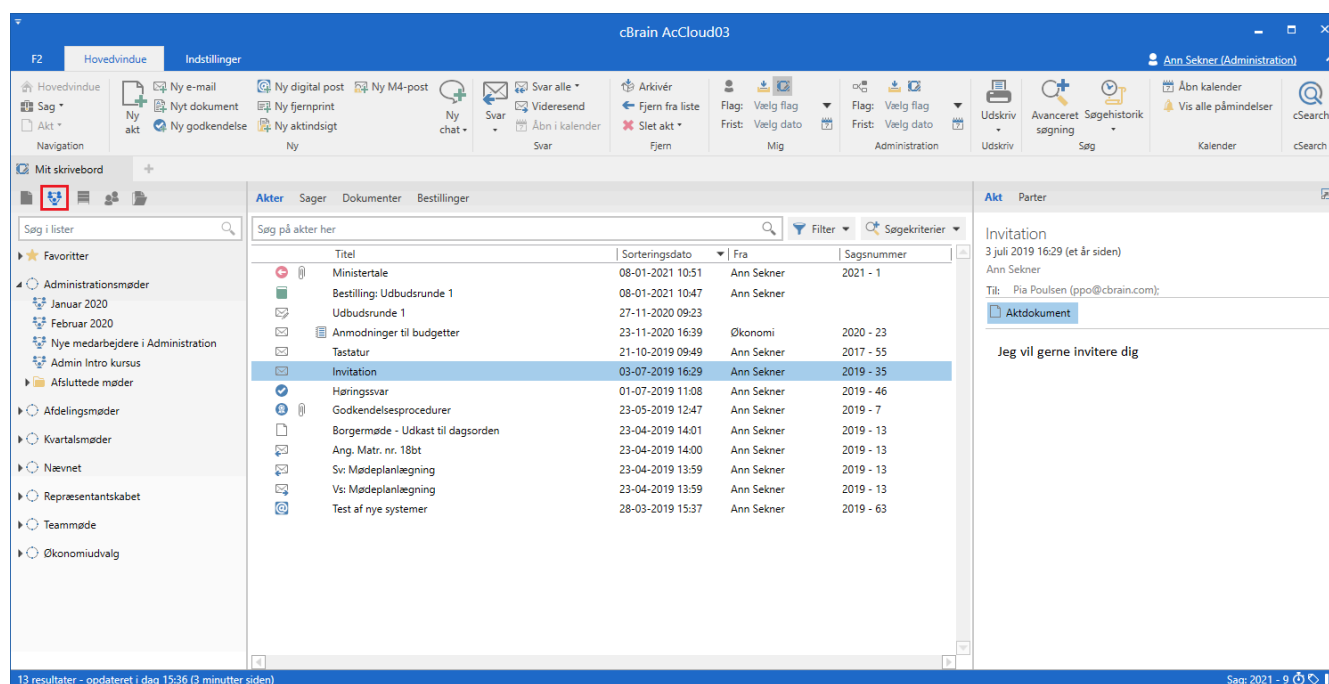 cBrain AcCloud03
F2 Hovedvindue Indstillinger Ann Sekner (Administration)
Hovedvindue Ny e-mail Ny digital post Ny M4-post Svar alle Arkivér Åbn kalender
Sag Nyt dokument Ny fjernprint Videresend Fjern fra liste Flag: Vælg flag Flag: Vælg flag Vis alle påmindelser
Akt Ny akt Ny godkendelse Ny aktindsigt Ny chat Svar Åbn i kalender Slet akt Frist: Vælg dato Frist: Vælg dato Udskriv Avanceret søgning Søgehistorik cSearch
Navigation Ny Svar Fjern Mig Administration Udskriv Søg Kalender cSearch
Mit skrivebord
Akter Sager Dokumenter Bestillinger
Akt Parter
Søg i lister
Favoritter
Administrationsmøder
Januar 2020
Februar 2020
Nye medarbejdere i Administration
Admin Intro kursus
Afsluttede møder
Afdelingsmøder
Kvartalsmøder
Nævnet
Repræsentantskabet
Teammøde
Økonomiudvalg
Søg på akter her Filter Søgekriterier
Titel Sorteringsdato Fra Sagsnummer
Ministertale 08-01-2021 10:51 Ann Sekner 2021 - 1
Bestilling: Udbudsrunde 1 08-01-2021 10:47 Ann Sekner
Udbudsrunde 1 27-11-2020 09:23
Anmodninger til budgetter 23-11-2020 16:39 Økonomi 2020 - 23
Tastatur 21-10-2019 09:49 Ann Sekner 2017 - 55
Invitation 03-07-2019 16:29 Ann Sekner 2019 - 35
Høringssvar 01-07-2019 11:08 Ann Sekner 2019 - 46
Godkendelsesprocedurer 23-05-2019 12:47 Ann Sekner 2019 - 7
Borgermøde - Udkast til dagsorden 23-04-2019 14:01 Ann Sekner 2019 - 13
Ang. Matr. nr. 18bt 23-04-2019 14:00 Ann Sekner 2019 - 13
Sv: Mødeplanlægning 23-04-2019 13:59 Ann Sekner 2019 - 13
Vs: Mødeplanlægning 23-04-2019 13:59 Ann Sekner 2019 - 13
Test af nye systemer 28-03-2019 15:37 Ann Sekner 2019 - 63
Invitation
3 juli 2019 16:29 (et år siden)
Ann Sekner
Til: Pia Poulsen (ppo@cbrain.com);
Aktdokument
Jeg vil gerne invitere dig
13 resultater - opdateret i dag 15:36 (3 minutter siden) Sag: 2021 - 9